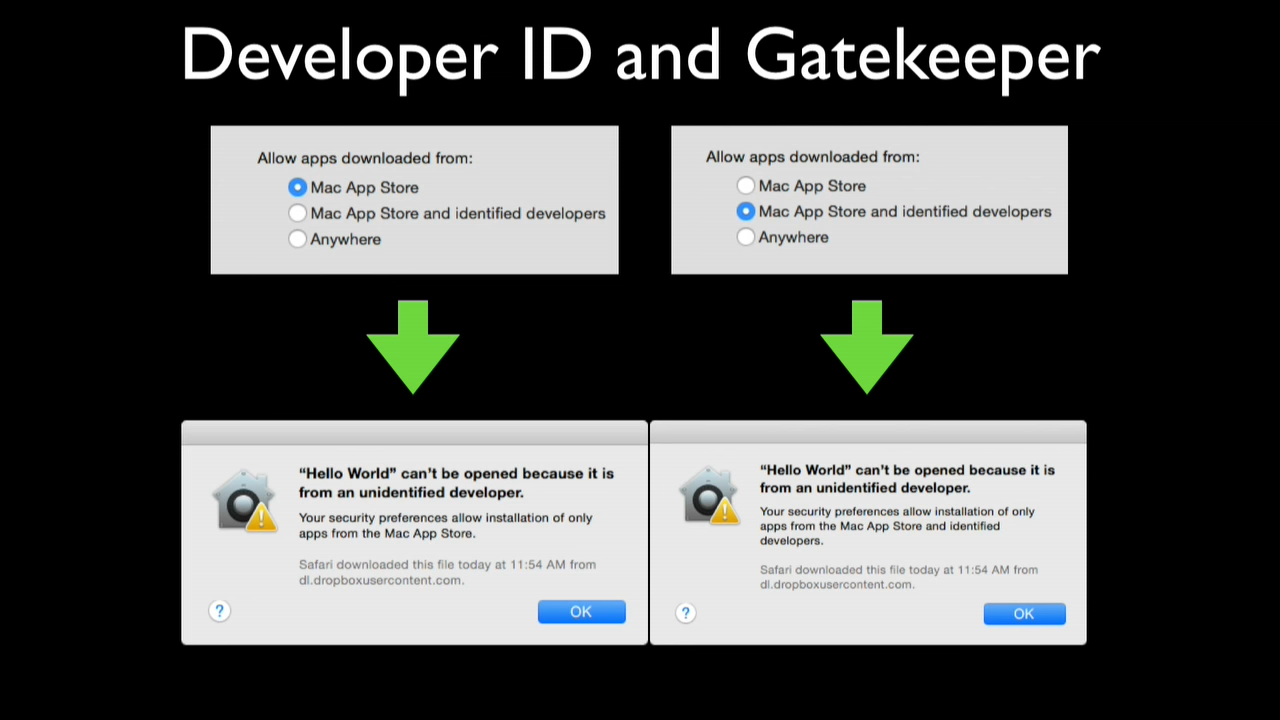 Developer ID and Gatekeeper
Allow apps downloaded from:
Mac App Store
Mac App Store and identified developers
Anywhere
Allow apps downloaded from:
Mac App Store
Mac App Store and identified developers
Anywhere
“Hello World” can’t be opened because it is
from an unidentified developer.
Your security preferences allow installation of only
apps from the Mac App Store.
Safari downloaded this file today at 11:54 AM from
dl.dropboxusercontent.com.
?
OK
“Hello World” can’t be opened because it is
from an unidentified developer.
Your security preferences allow installation of only
apps from the Mac App Store and identified
developers.
Safari downloaded this file today at 11:54 AM from
dl.dropboxusercontent.com.
?
OK